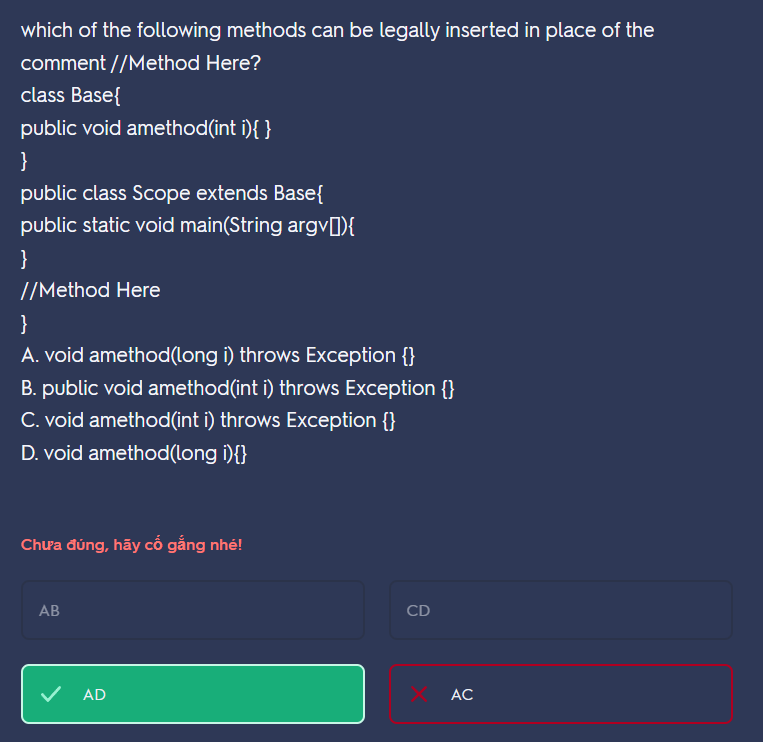 which of the following methods can be legally inserted in place of the
comment //Method Here?
class Base{
public void amethod(int i){ }
}
public class Scope extends Base{
public static void main(String argv[]){
}
//Method Here
}
A. void amethod(long i) throws Exception {}
B. public void amethod(int i) throws Exception {}
C. void amethod(int i) throws Exception {}
D. void amethod(long i){}
Chưa đúng, hãy cố gắng nhé!
AB
CD
AD
AC